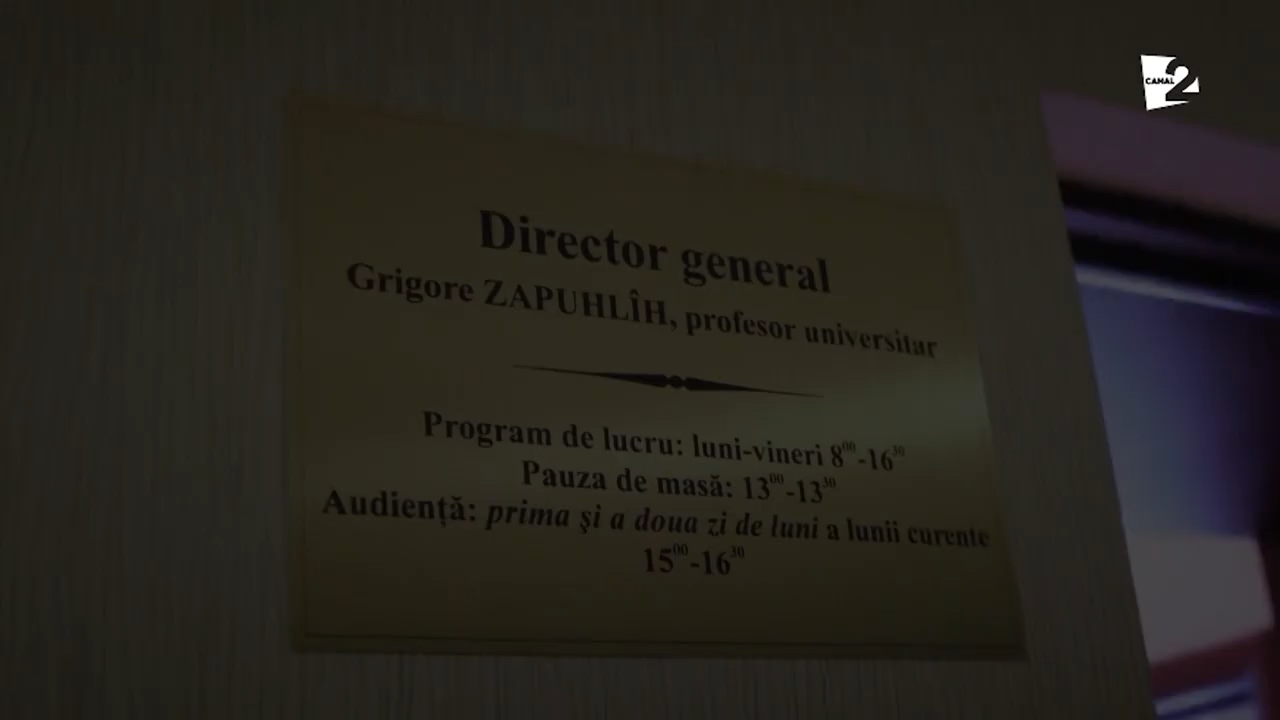 CANAL 2
Director general
Grigore ZAPUHLÎH, profesor universitar
Program de lucru: luni-vineri 8⁰⁰-16³⁰
Pauza de masă: 13⁰⁰-13³⁰
Audiență: prima şi a doua zi de luni a lunii curente
15⁰⁰-16³⁰